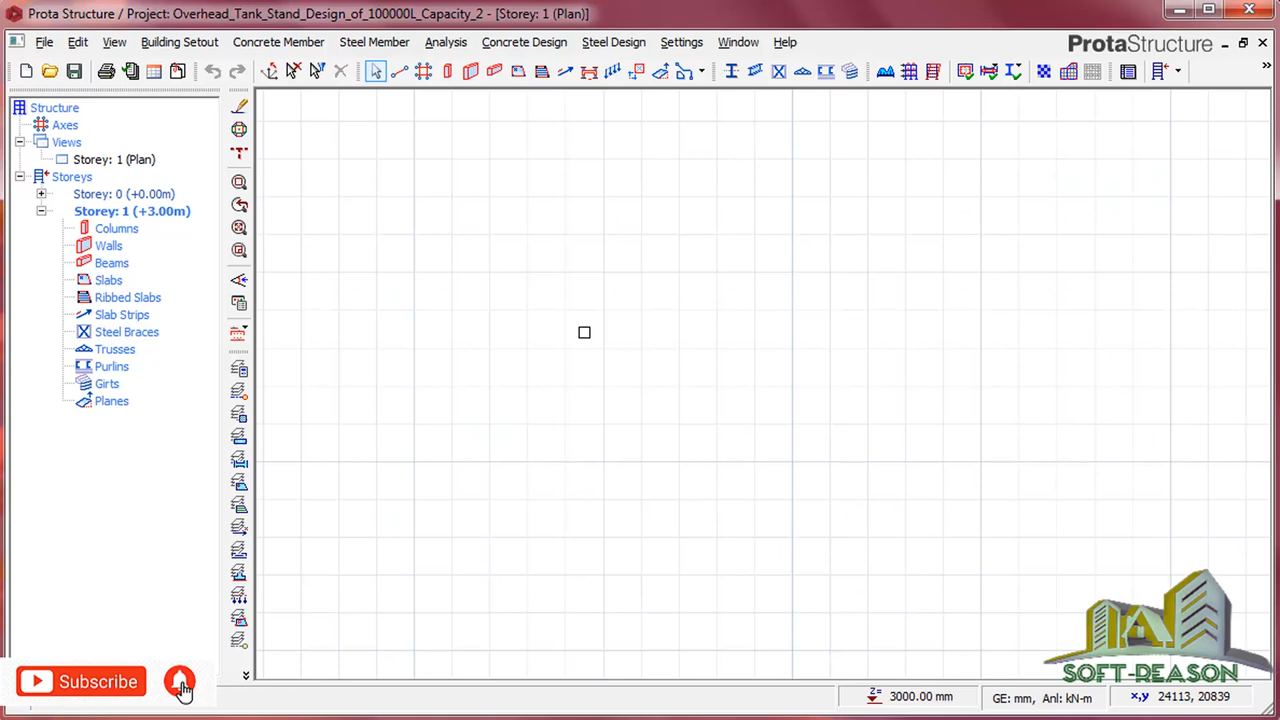 Prota Structure / Project: Overhead_Tank_Stand_Design_of_100000L_Capacity_2 - [Storey: 1 (Plan)]
File Edit View Building Setout Concrete Member Steel Member Analysis Concrete Design Steel Design Settings Window Help ProtaStructure
Structure
Axes
Views
Storey: 1 (Plan)
Storeys
Storey: 0 (+0.00m)
Storey: 1 (+3.00m)
Columns
Walls
Beams
Slabs
Ribbed Slabs
Slab Strips
Steel Braces
Trusses
Purlins
Girts
Planes
Subscribe
SOFT-REASON
Z= 3000.00 mm GE: mm, Anl: kN-m x,y 24113, 20839